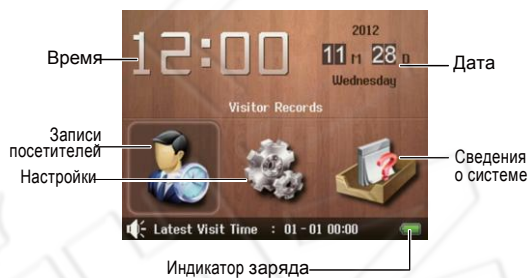 2012
12:00
11 M 28 D
Wednesday
Время
Дата
Visitor Records
Записи
посетителей
Настройки
Сведения
о системе
Latest Visit Time : 01-01 00:00
Индикатор заряда